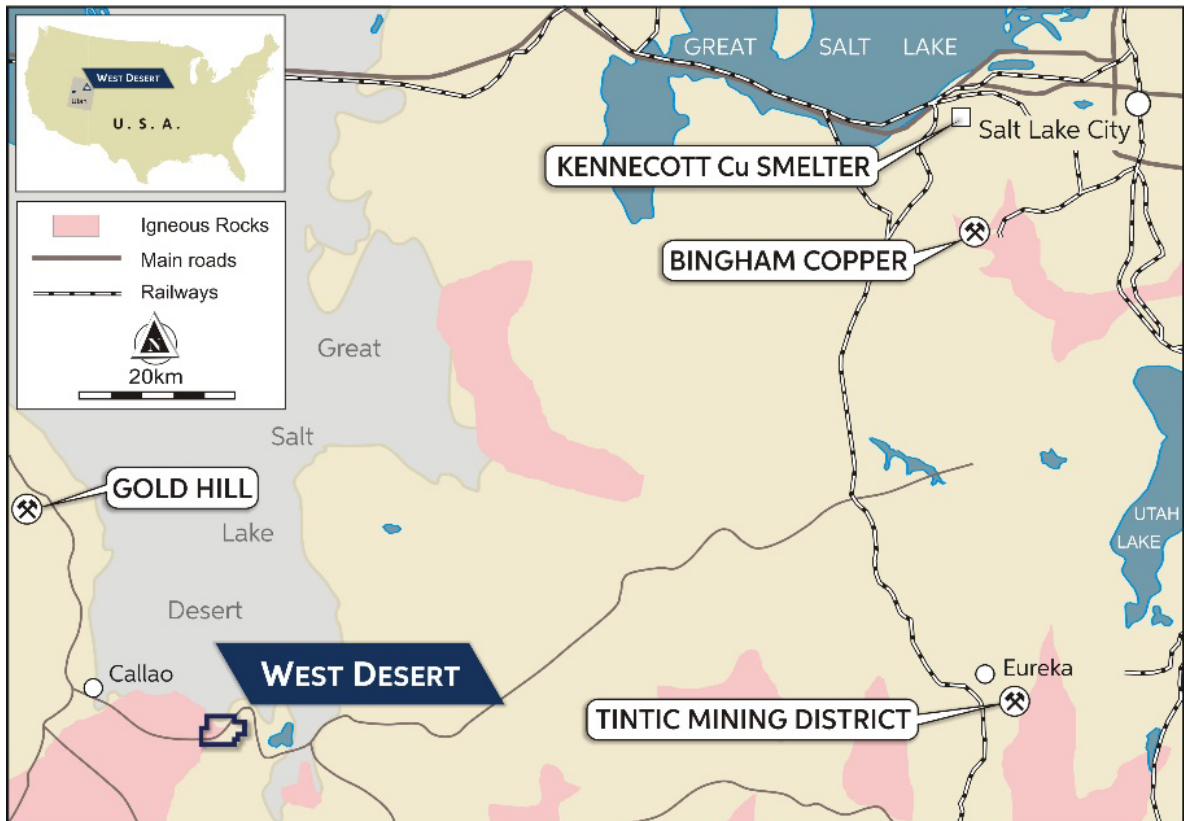 WEST DESERT
Utah
U. S. A.
Igneous Rocks
Main roads
Railways
N
20km
GREAT SALT LAKE
KENNECOTT Cu SMELTER
Salt Lake City
BINGHAM COPPER
Great
Salt
Lake
Desert
GOLD HILL
UTAH
LAKE
Callao
WEST DESERT
Eureka
TINTIC MINING DISTRICT